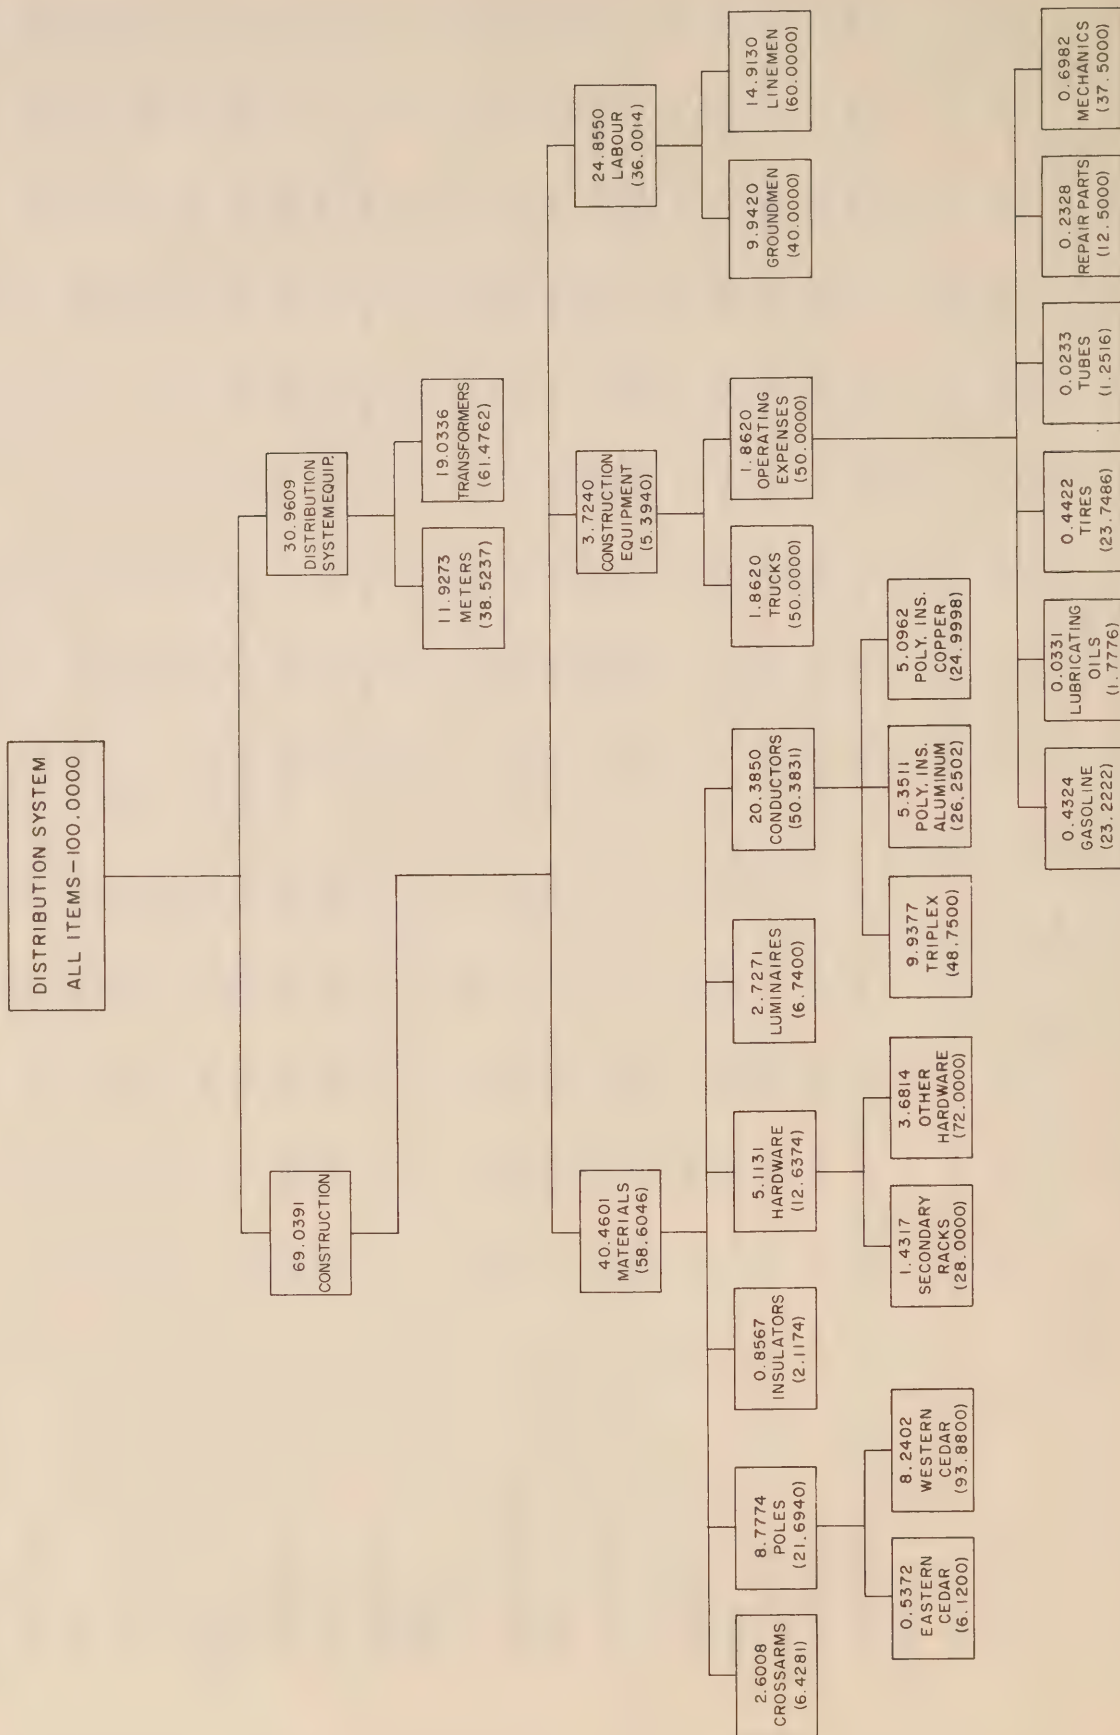 DISTRIBUTION SYSTEM
ALL ITEMS-100.0000
69.0391
CONSTRUCTION
30.9609
DISTRIBUTION
SYSTEM EQUIP.
11.9273
METERS
(38.5237)
19.0336
TRANSFORMERS
(61.4762)
40.4601
MATERIALS
(58.6046)
3.7240
CONSTRUCTION
EQUIPMENT
(5.3940)
24.8550
LABOUR
(36.0014)
2.6008
CROSSARMS
(6.4281)
8.7774
POLES
(21.6940)
0.8567
INSULATORS
(2.1174)
5.1131
HARDWARE
(12.6374)
2.7271
LUMINAIRES
(6.7400)
20.3850
CONDUCTORS
(50.3831)
1.8620
TRUCKS
(50.0000)
1.8620
OPERATING
EXPENSES
(50.0000)
9.9420
GROUNDMEN
(40.0000)
14.9130
LINEMEN
(60.0000)
0.5372
EASTERN
CEDAR
(6.1200)
8.2402
WESTERN
CEDAR
(93.8800)
1.4317
SECONDARY
RACKS
(28.0000)
3.6814
OTHER
HARDWARE
(72.0000)
9.9377
TRIPLEX
(48.7500)
5.3511
POLY. INS.
ALUMINUM
(26.2502)
5.0962
POLY. INS.
COPPER
(24.9998)
0.4324
GASOLINE
(23.2222)
0.0331
LUBRICATING
OILS
(1.7776)
0.4422
TIRES
(23.7486)
0.0233
TUBES
(1.2516)
0.2328
REPAIR PARTS
(12.5000)
0.6982
MECHANICS
(37.5000)